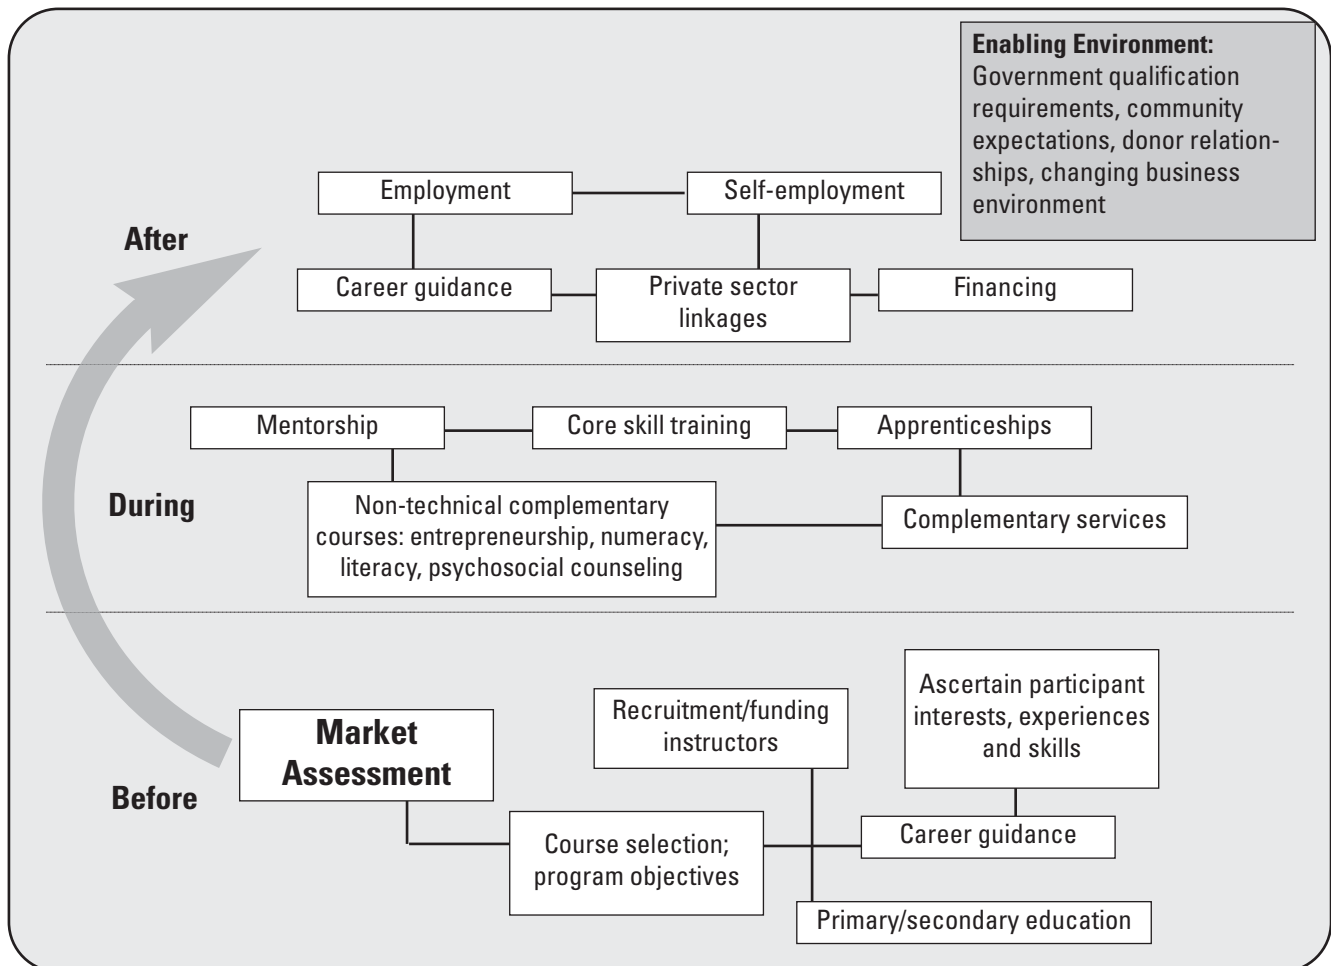 Enabling Environment:
Government qualification
requirements, community
expectations, donor relation-
ships, changing business
environment
Employment
Self-employment
After
Career guidance
Private sector
linkages
Financing
Mentorship
Core skill training
Apprenticeships
During
Non-technical complementary
courses: entrepreneurship, numeracy,
literacy, psychosocial counseling
Complementary services
Before
Market
Assessment
Recruitment/funding
instructors
Ascertain participant
interests, experiences
and skills
Course selection;
program objectives
Career guidance
Primary/secondary education